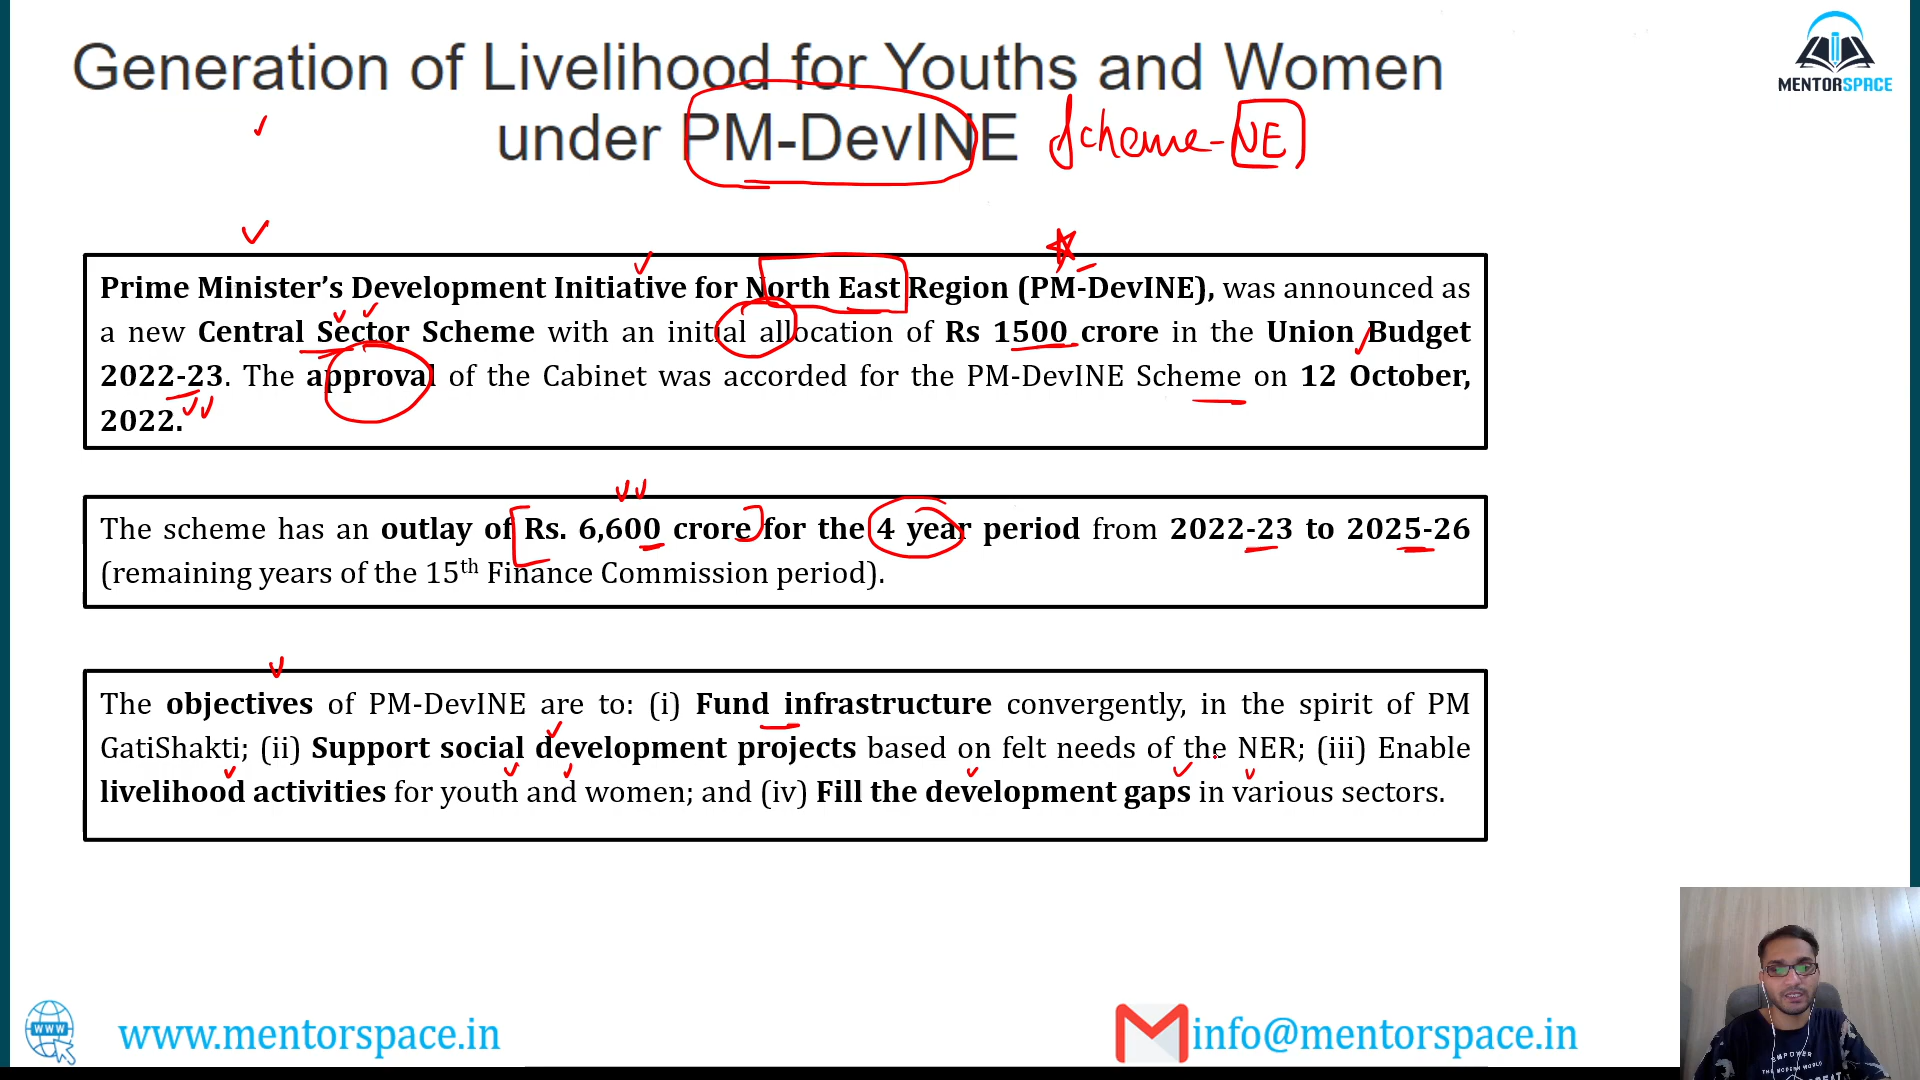 MENTORSPACE
Generation of Livelihood for Youths and Women
under PM-DevINE Scheme-NE
Prime Minister’s Development Initiative for North East Region (PM-DevINE), was announced as
a new Central Sector Scheme with an initial allocation of Rs 1500 crore in the Union Budget
2022-23. The approval of the Cabinet was accorded for the PM-DevINE Scheme on 12 October,
2022.
The scheme has an outlay of Rs. 6,600 crore for the 4 year period from 2022-23 to 2025-26
(remaining years of the 15th Finance Commission period).
The objectives of PM-DevINE are to: (i) Fund infrastructure convergently, in the spirit of PM
GatiShakti; (ii) Support social development projects based on felt needs of the NER; (iii) Enable
livelihood activities for youth and women; and (iv) Fill the development gaps in various sectors.
WWW
www.mentorspace.in
info@mentorspace.in
EMPOWER
THE MODERN WORLD